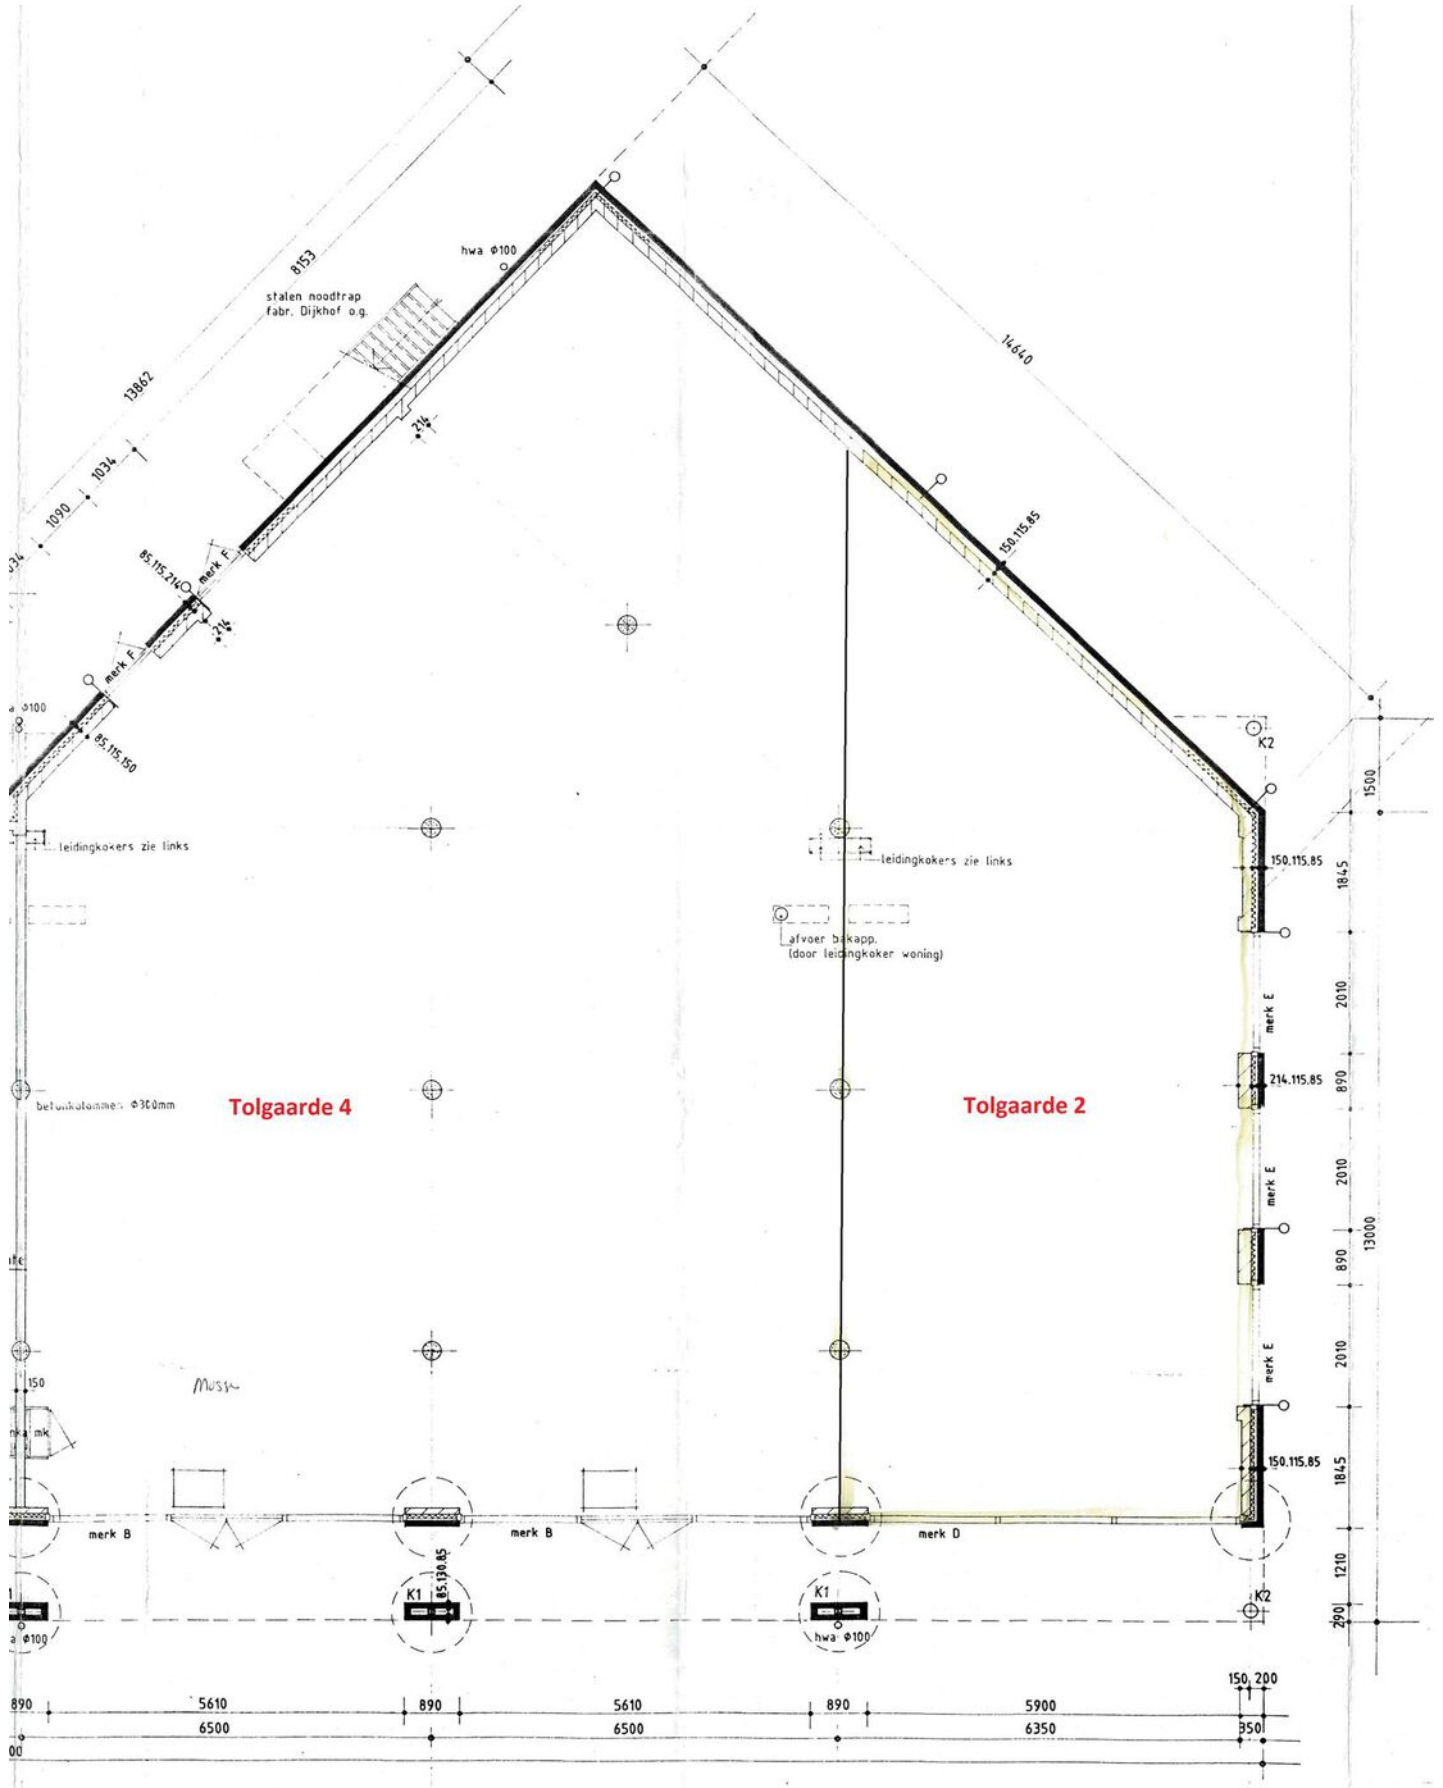 8153
hwa ϕ100
stalen noodtrap
fabr. Dijkhof o.g.
14640
13862
214
1034
1090
150.115.85
85.115.214
merk F
214
merk F
ϕ100
K2
85.115.150
1500
leidingkokers zie links
leidingkokers zie links
150.115.85
1845
afvoer bakapp.
(door leidingkoker woning)
2010
merk E
214.115.85
890
betonkolommen ϕ300mm
Tolgaarde 4
Tolgaarde 2
2010
merk E
13000
890
2010
merk E
150
mk
150.115.85
1845
merk B
merk B
merk D
85.130.85
1210
K1
K1
K2
290
ϕ100
hwa ϕ100
150 200
890
5610
890
5610
890
5900
6500
6500
6350
350